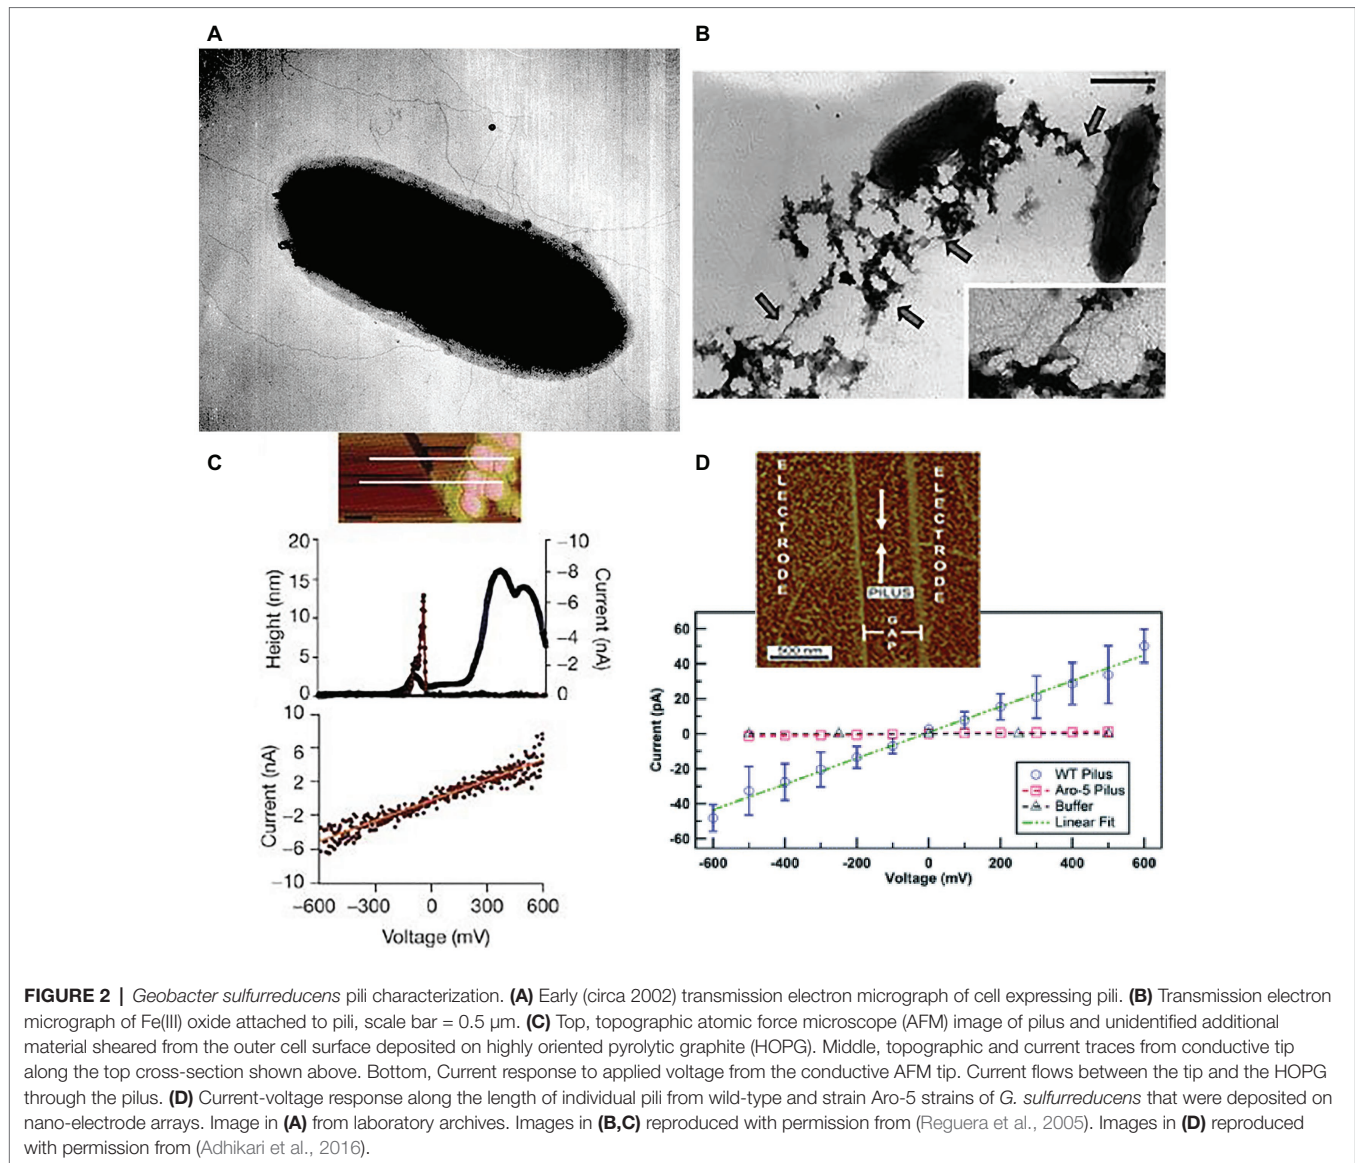 A
B
C
20
15
10
5
0
Height (nm)
−10
−8
−6
−4
−2
0
Current (nA)
10
6
2
−2
−6
−10
Current (nA)
−600 −300 0 300 600
Voltage (mV)
D
ELECTRODE
ELECTRODE
PILUS
GAP
500 nm
60
40
20
0
-20
-40
-60
Current (pA)
WT Pilus
Aro-5 Pilus
Buffer
Linear Fit
-600 -400 -200 0 200 400 600
Voltage (mV)
FIGURE 2 | Geobacter sulfurreducens pili characterization. (A) Early (circa 2002) transmission electron micrograph of cell expressing pili. (B) Transmission electron
micrograph of Fe(III) oxide attached to pili, scale bar = 0.5 μm. (C) Top, topographic atomic force microscope (AFM) image of pilus and unidentified additional
material sheared from the outer cell surface deposited on highly oriented pyrolytic graphite (HOPG). Middle, topographic and current traces from conductive tip
along the top cross-section shown above. Bottom, Current response to applied voltage from the conductive AFM tip. Current flows between the tip and the HOPG
through the pilus. (D) Current-voltage response along the length of individual pili from wild-type and strain Aro-5 strains of G. sulfurreducens that were deposited on
nano-electrode arrays. Image in (A) from laboratory archives. Images in (B,C) reproduced with permission from (Reguera et al., 2005). Images in (D) reproduced
with permission from (Adhikari et al., 2016).